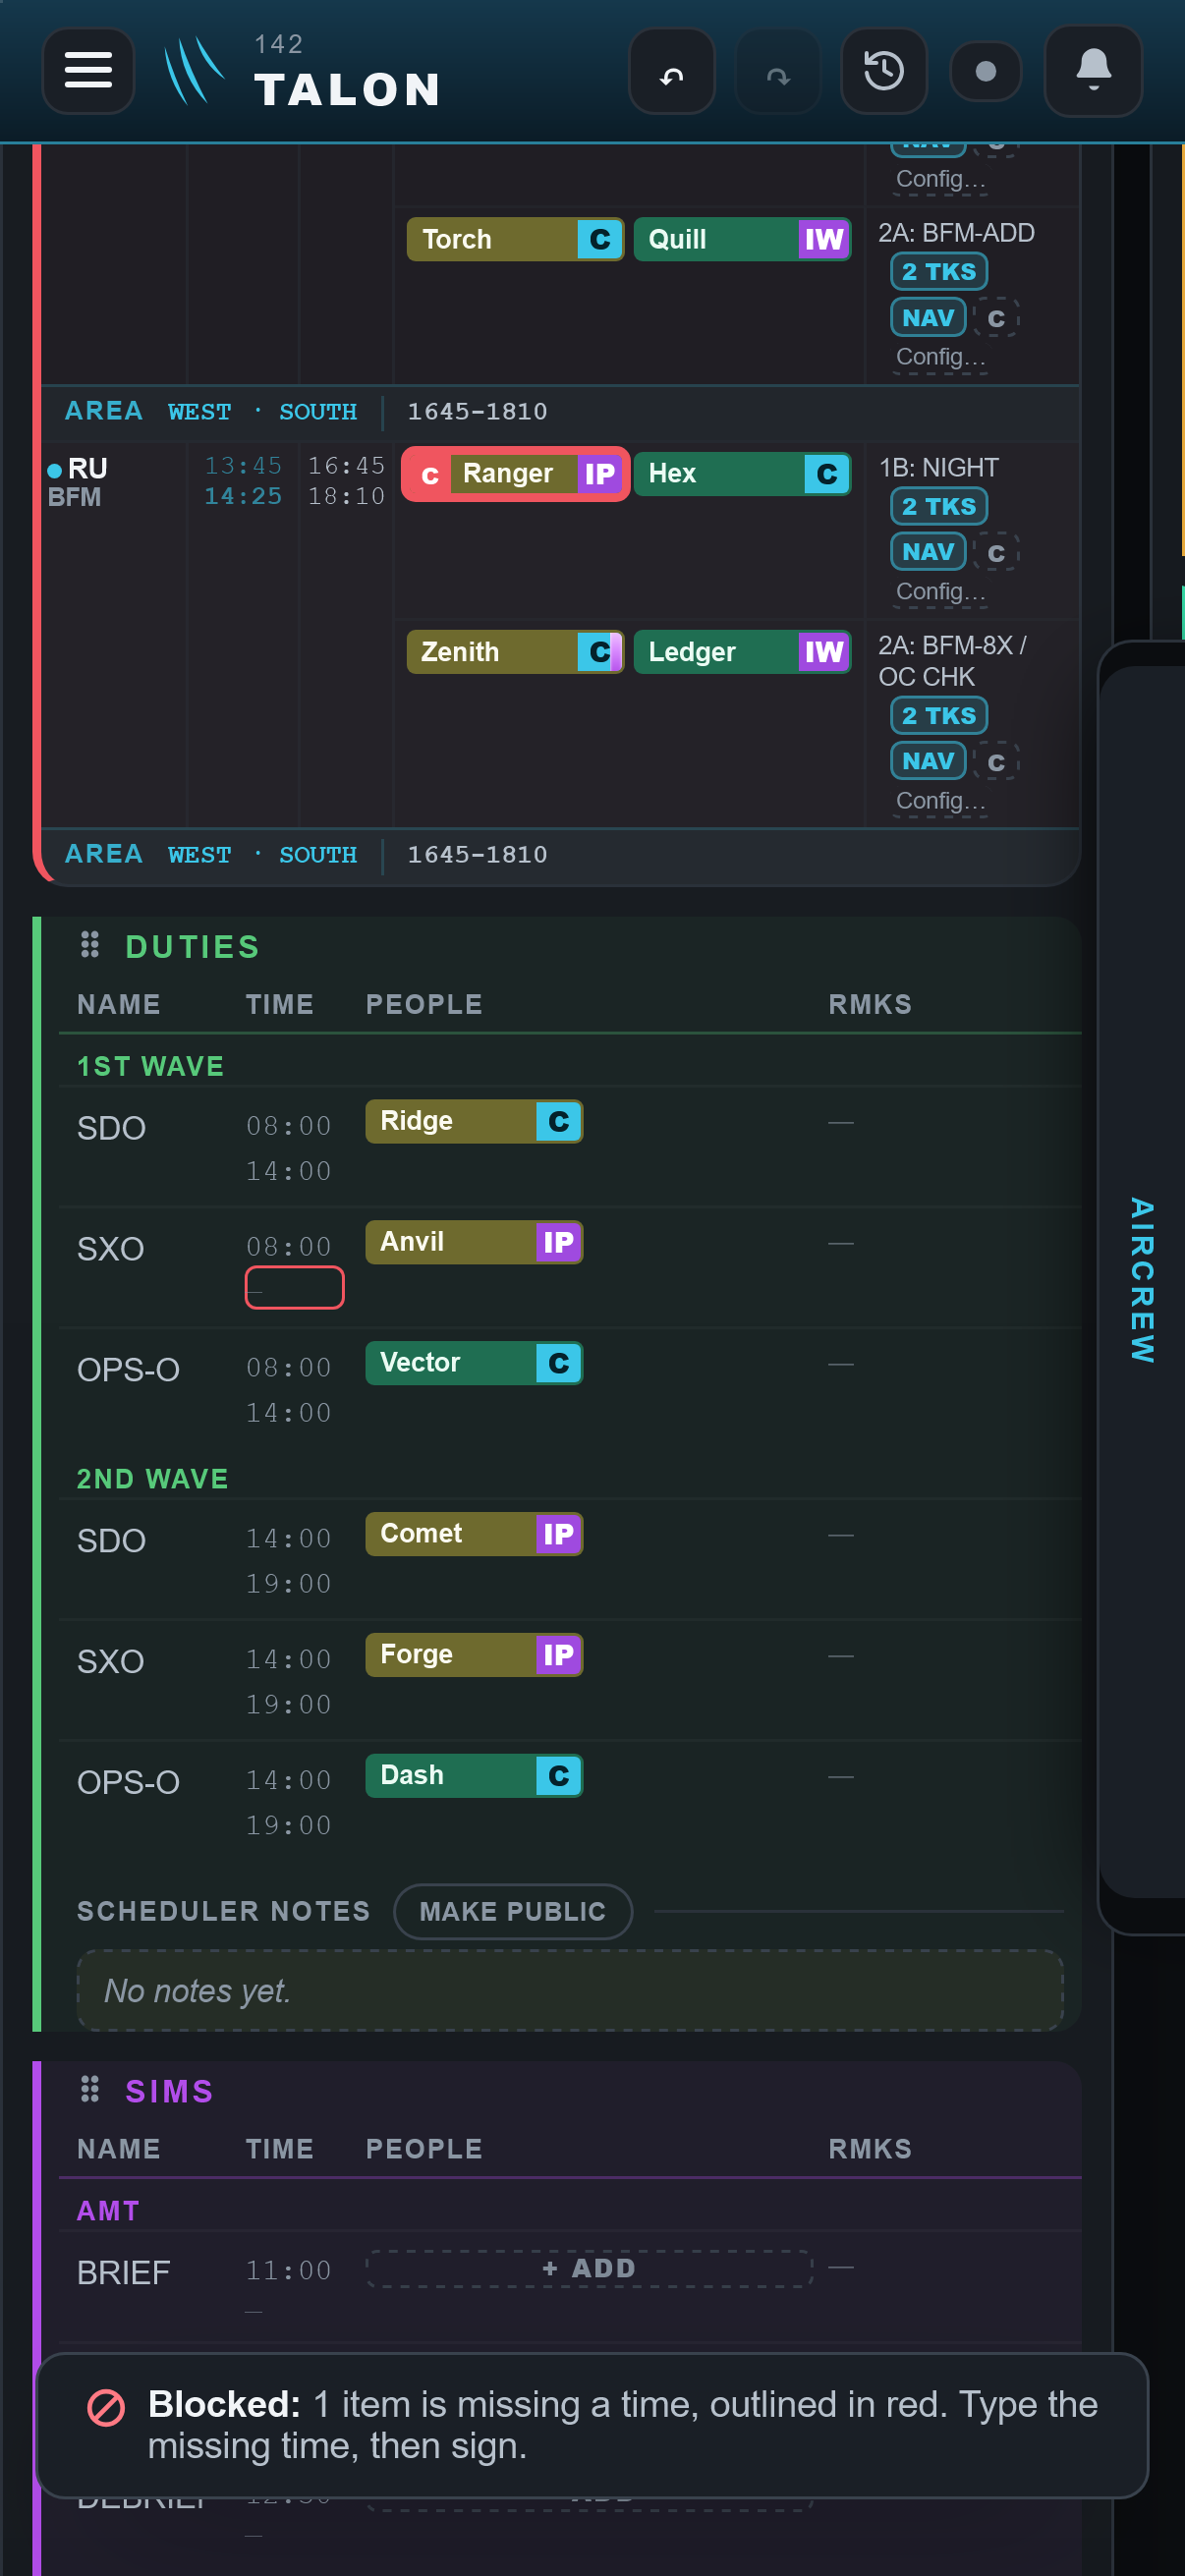 142
TALON
NAV C
Config...
Torch C Quill IW 2A: BFM-ADD
2 TKS
NAV C
Config...
AREA WEST · SOUTH 1645-1810
RU 13:45 16:45 c Ranger IP Hex C 1B: NIGHT
BFM 14:25 18:10
2 TKS
NAV C
Config...
Zenith C Ledger IW 2A: BFM-8X /
OC CHK
2 TKS
NAV C
Config...
AREA WEST · SOUTH 1645-1810
AIRCREW
DUTIES
NAME TIME PEOPLE RMKS
1ST WAVE
SDO 08:00 Ridge C —
14:00
SXO 08:00 Anvil IP —
—
OPS-O 08:00 Vector C —
14:00
2ND WAVE
SDO 14:00 Comet IP —
19:00
SXO 14:00 Forge IP —
19:00
OPS-O 14:00 Dash C —
19:00
SCHEDULER NOTES MAKE PUBLIC
No notes yet.
SIMS
NAME TIME PEOPLE RMKS
AMT
BRIEF 11:00 + ADD —
—
Blocked: 1 item is missing a time, outlined in red. Type the
missing time, then sign.
DEBRIEF
—